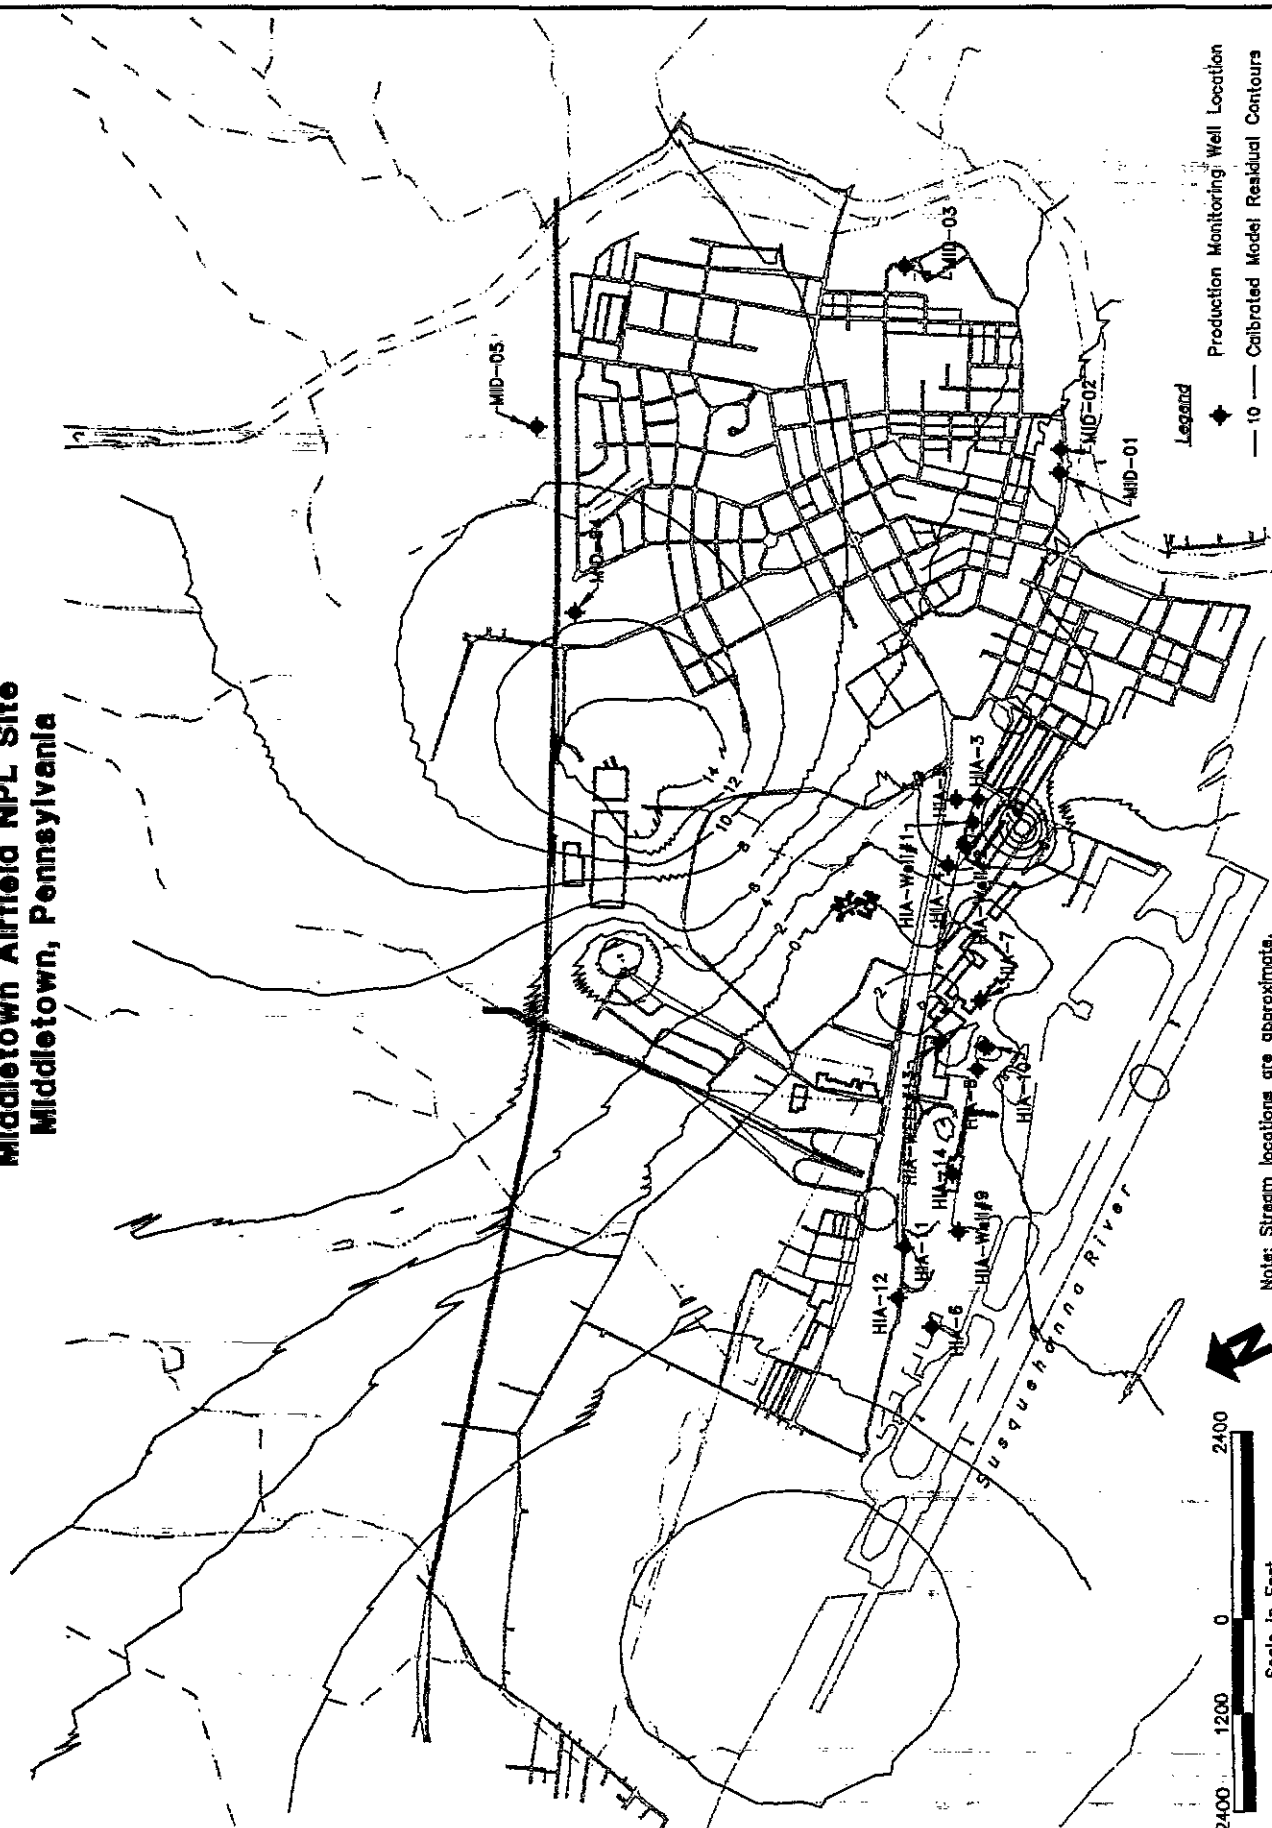 Middletown Airfield NPL Site
Middletown, Pennsylvania
MID-05
MID-03
MID-02
MID-01
14
12
10
8
6
4
2
0
2
HIA-3
HIA-Well#1
HIA-7
HIA-8
HIA-10
HIA-14
HIA-Well#9
HIA-11
HIA-12
HIA-6
Susquehanna River
Legend
Production Monitoring Well Location
10 Calibrated Model Residual Contours
N
2400 1200 0 2400
Scale in Feet
Note: Stream locations are approximate.